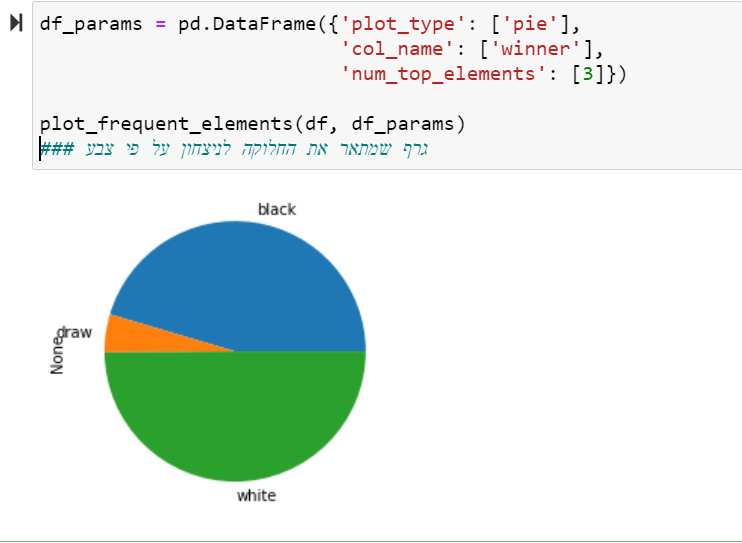 df_params = pd.DataFrame({'plot_type': ['pie'],
'col_name': ['winner'],
'num_top_elements': [3]})
plot_frequent_elements(df, df_params)
### גרף שמתאר את החלוקה לניצחון על פי צבע
black
draw
None
white